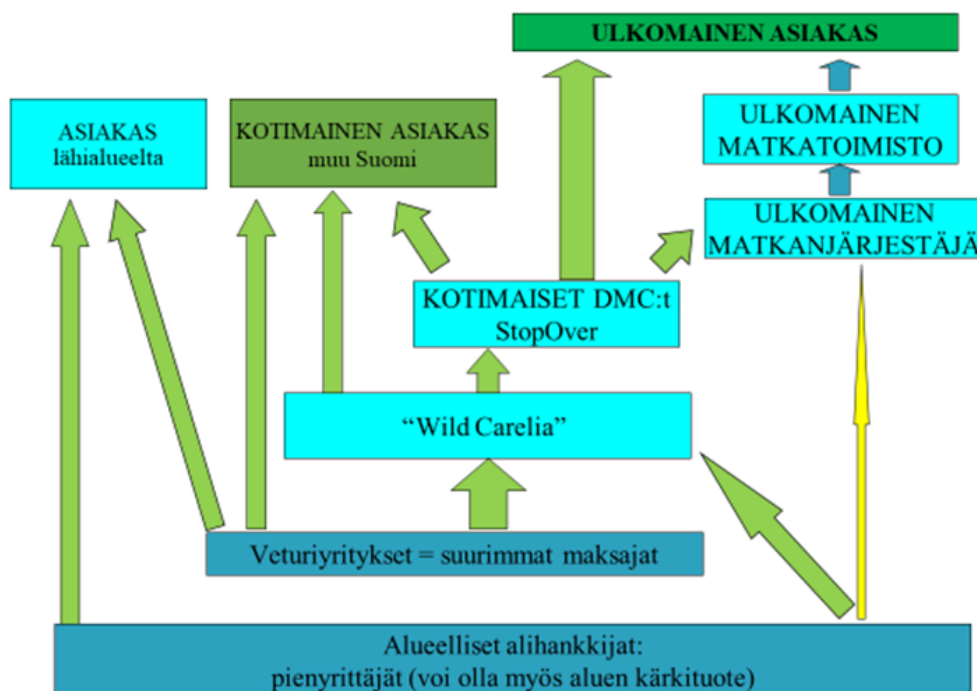 ULKOMAINEN ASIAKAS
ASIAKAS
lähialueelta
KOTIMAINEN ASIAKAS
muu Suomi
ULKOMAINEN
MATKATOIMISTO
ULKOMAINEN
MATKANJÄRJESTÄJÄ
KOTIMAISET DMC:t
StopOver
“Wild Carelia”
Veturiyritykset = suurimmat maksajat
Alueelliset alihankkijat:
pienyrittäjät (voi olla myös aluen kärkituote)